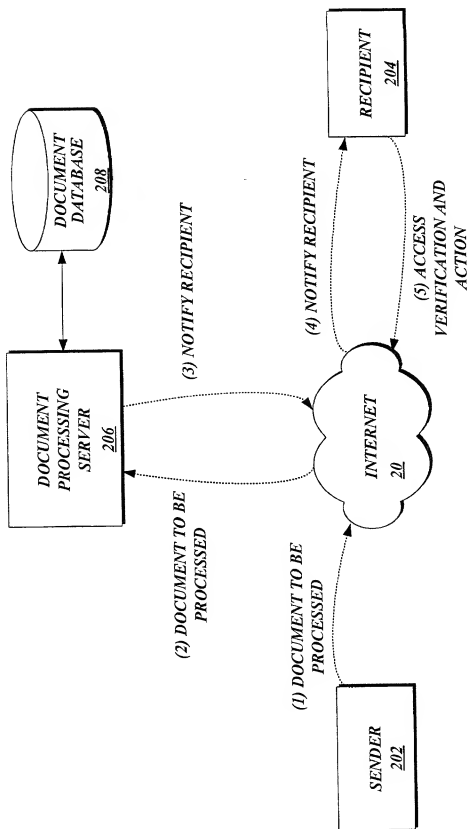 DOCUMENT
PROCESSING
SERVER
206
DOCUMENT
DATABASE
208
(2) DOCUMENT TO BE
PROCESSED
(3) NOTIFY RECIPIENT
(1) DOCUMENT TO BE
PROCESSED
(4) NOTIFY RECIPIENT
SENDER
202
INTERNET
20
(5) ACCESS
VERIFICATION AND
ACTION
RECIPIENT
204